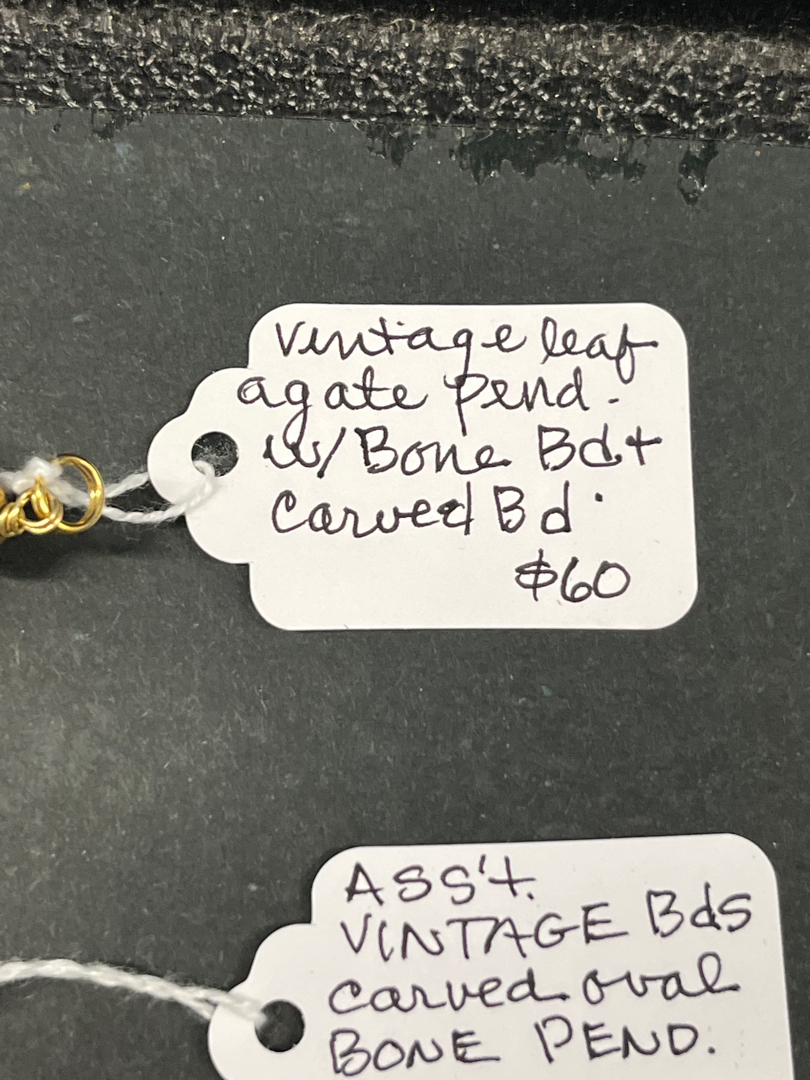 vintage leaf
agate pend.
w/ Bone Bd +
Carved Bd.
$60
ASS't.
VINTAGE Bds
carved oval
BONE PEND.